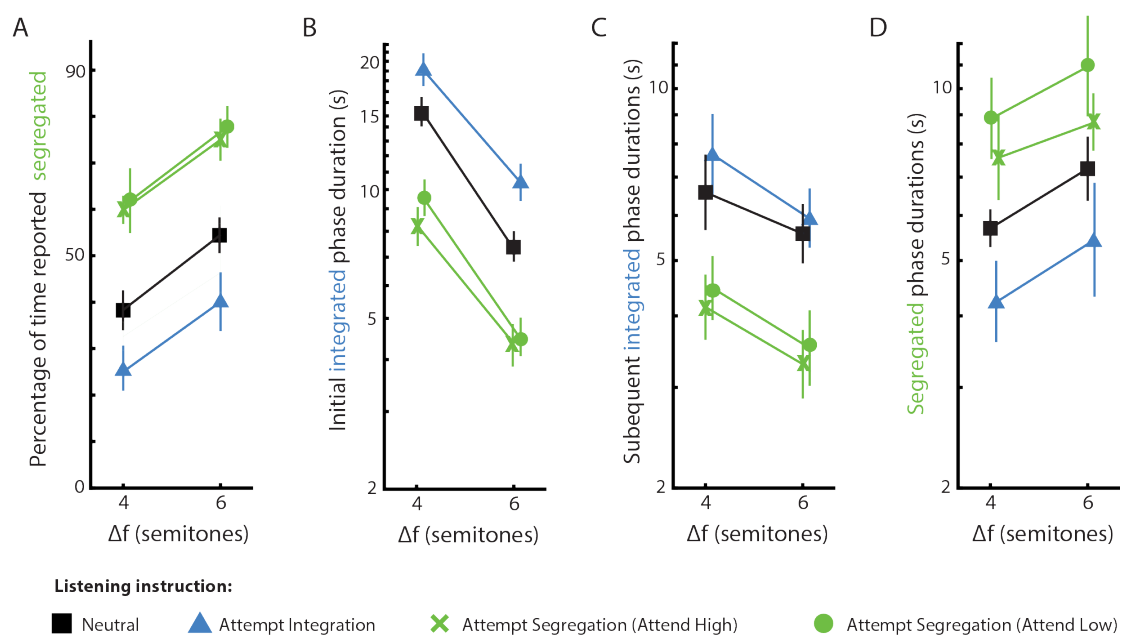 A
B
C
D
Percentage of time reported segregated
90
50
0
4
6
Δf (semitones)
Initial integrated phase duration (s)
20
15
10
5
2
4
6
Δf (semitones)
Subequent integrated phase durations (s)
10
5
2
4
6
Δf (semitones)
Segregated phase durations (s)
10
5
2
4
6
Δf (semitones)
Listening instruction:
Neutral
Attempt Integration
Attempt Segregation (Attend High)
Attempt Segregation (Attend Low)